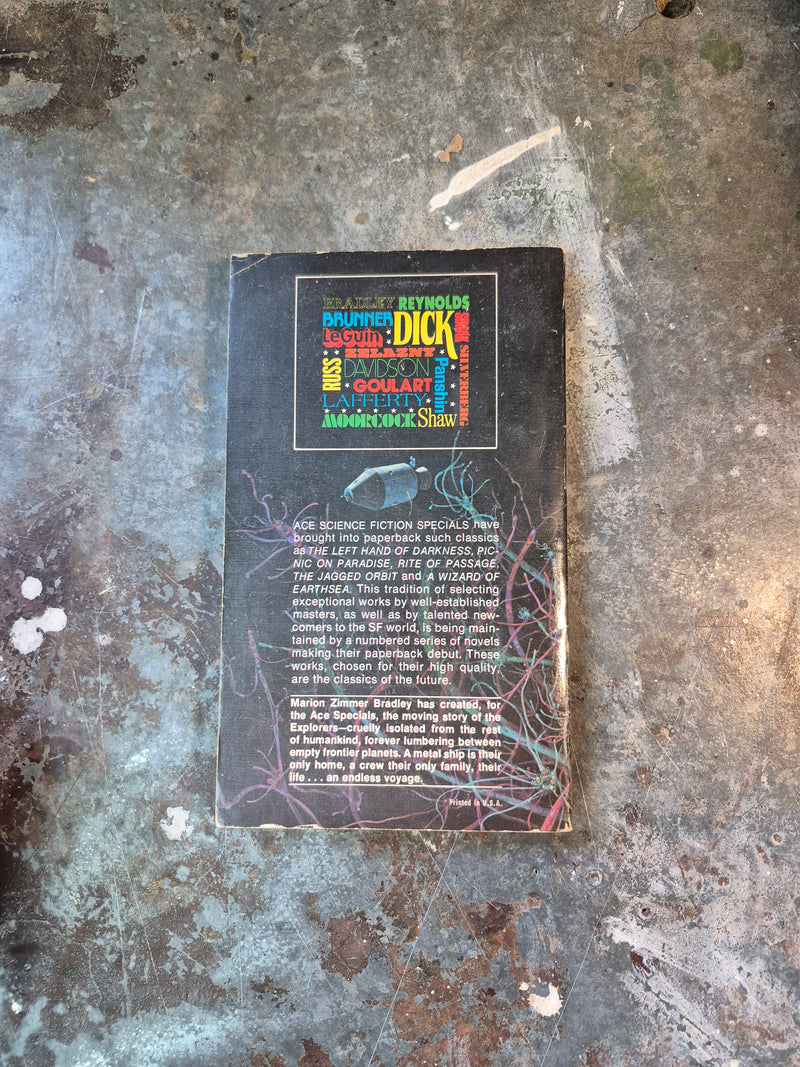 BRADLEY REYNOLDS
BRUNNER DICK
LeGuin
ZELAZNY
RUSS
DAVIDSON
Panshin
SILVERBERG
GOULART
LAFFERTY
MOORCOCK Shaw
ACE SCIENCE FICTION SPECIALS have
brought into paperback such classics
as THE LEFT HAND OF DARKNESS, PIC-
NIC ON PARADISE, RITE OF PASSAGE,
THE JAGGED ORBIT and A WIZARD OF
EARTHSEA. This tradition of selecting
exceptional works by well-established
masters, as well as by talented new-
comers to the SF world, is being main-
tained by a numbered series of novels
making their paperback debut. These
works, chosen for their high quality,
are the classics of the future.
Marion Zimmer Bradley has created, for
the Ace Specials, the moving story of the
Explorers—cruelly isolated from the rest
of humankind, forever lumbering between
empty frontier planets. A metal ship is their
only home, a crew their only family, their
life . . . an endless voyage.
Printed in U.S.A.